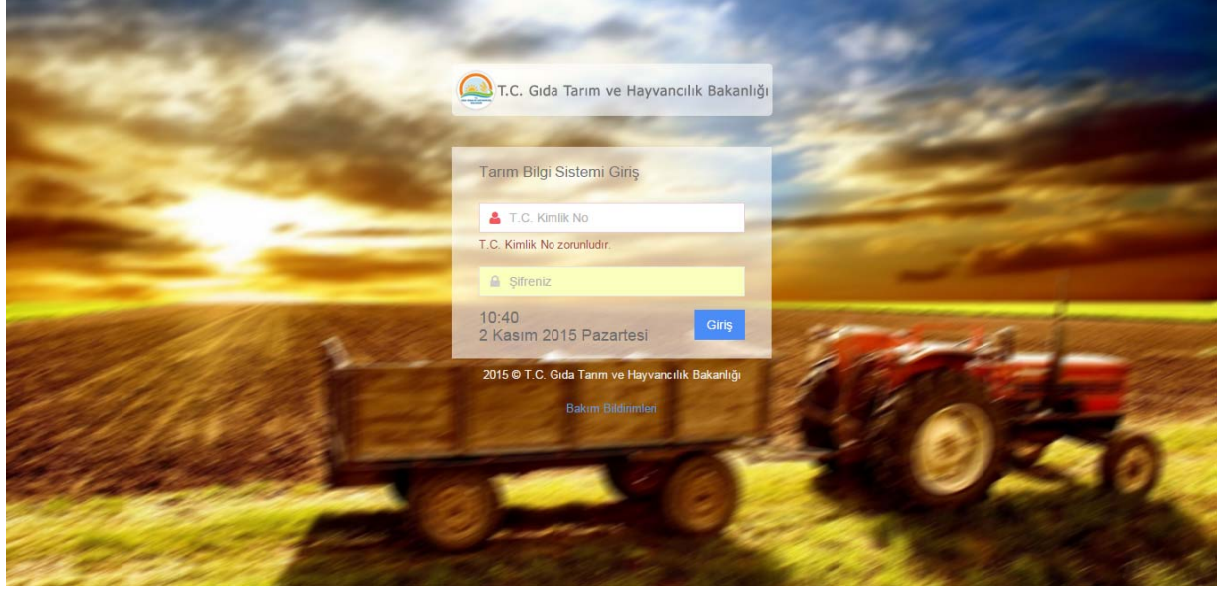 T.C. Gıda Tarım ve Hayvancılık Bakanlığı
Tarım Bilgi Sistemi Giriş
T.C. Kimlik No
T.C. Kimlik No zorunludır.
Şifreniz
10:40
2 Kasım 2015 Pazartesi
Giriş
2015 © T.C. Gıda Tarım ve Hayvancılık Bakanlığı
Bakım Bildirimleri